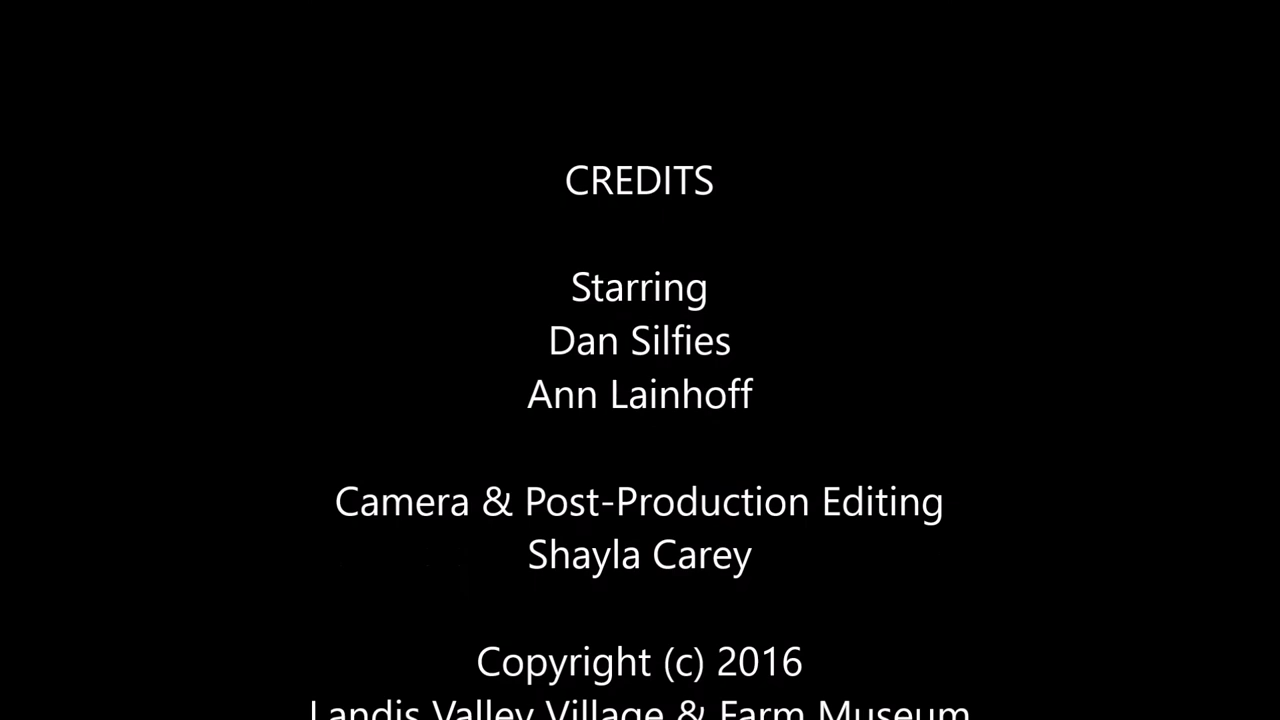 CREDITS
Starring
Dan Silfies
Ann Lainhoff
Camera & Post-Production Editing
Shayla Carey
Copyright (c) 2016
Landis Valley Village & Farm Museum